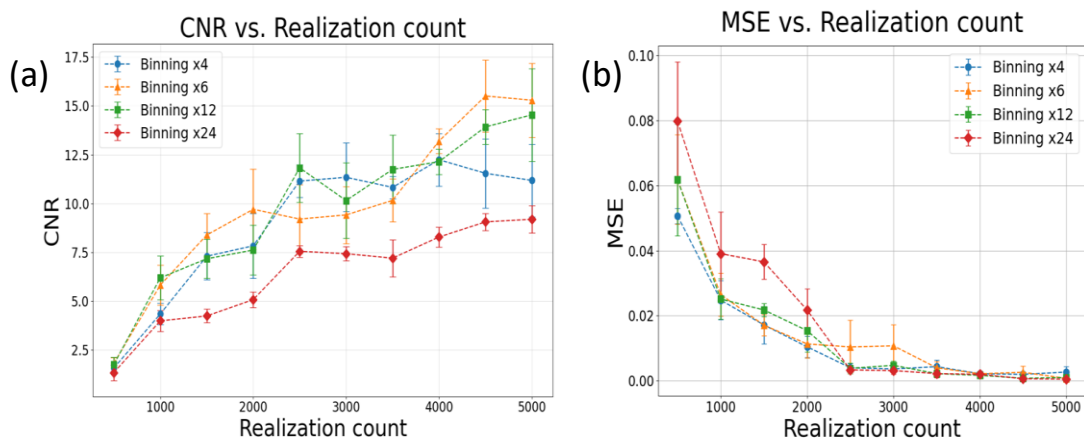 CNR vs. Realization count
(a)
Binning x4
Binning x6
Binning x12
Binning x24
17.5
15.0
12.5
10.0
7.5
5.0
2.5
CNR
1000 2000 3000 4000 5000
Realization count
MSE vs. Realization count
(b)
Binning x4
Binning x6
Binning x12
Binning x24
0.10
0.08
0.06
0.04
0.02
0.00
MSE
1000 2000 3000 4000 5000
Realization count